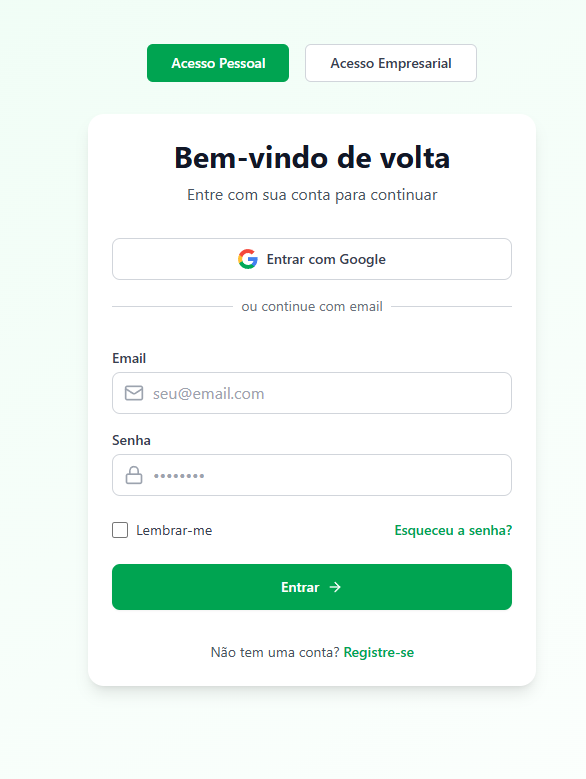 Acesso Pessoal
Acesso Empresarial
Bem-vindo de volta
Entre com sua conta para continuar
Entrar com Google
ou continue com email
Email
seu@email.com
Senha
••••••••
Lembrar-me
Esqueceu a senha?
Entrar →
Não tem uma conta? Registre-se